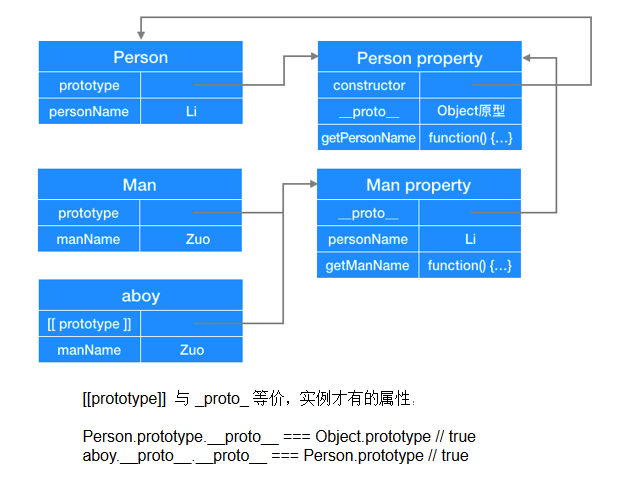 Person
prototype
personName Li
Person property
constructor
__proto__ Object原型
getPersonName function() {...}
Man
prototype
manName Zuo
Man property
__proto__
personName Li
getManName function() {...}
aboy
[[ prototype ]]
manName Zuo
[[prototype]] 与 _proto_ 等价，实例才有的属性；
Person.prototype.__proto__ === Object.prototype // true
aboy.__proto__.__proto__ === Person.prototype // true